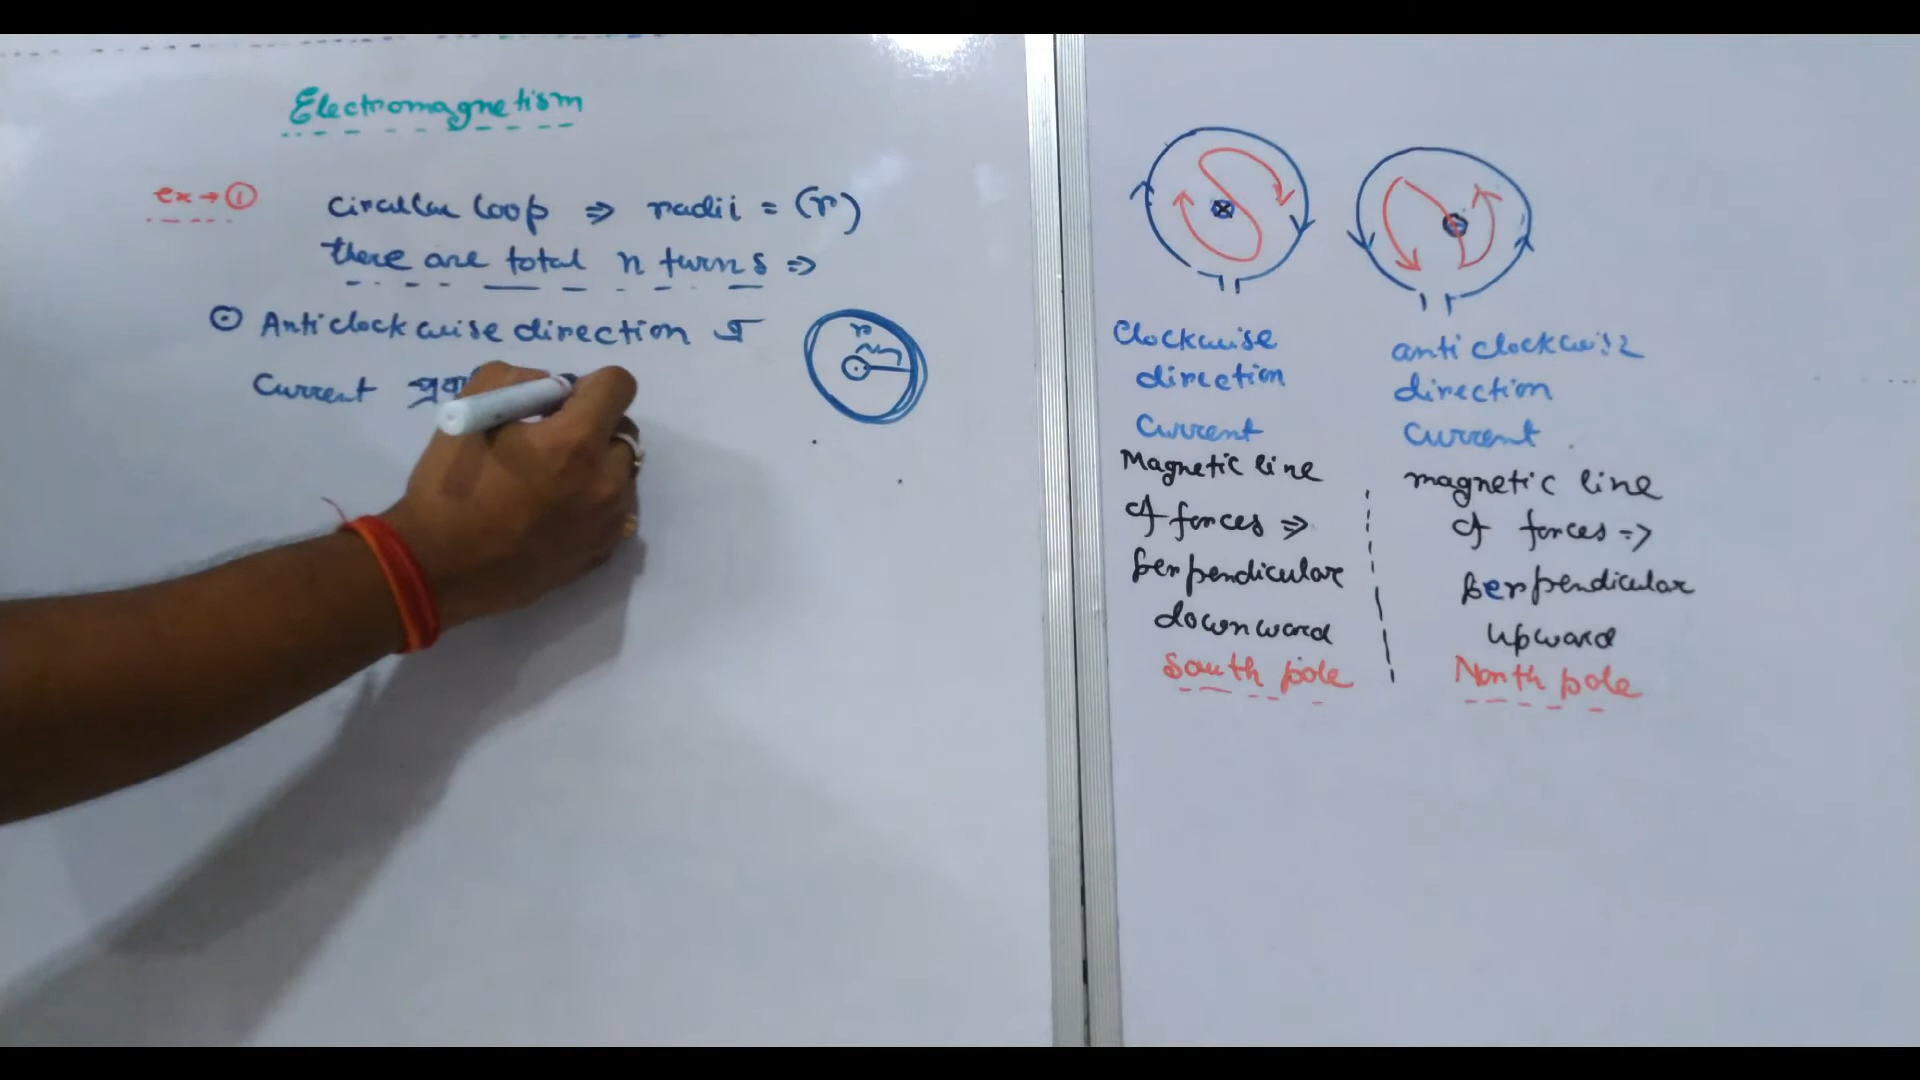 Electromagnetism
ex → ①
circular loop ⇒ radii = (r)
there are total n turns ⇒
⊙ Anticlockwise direction এ
Current
r
Clockwise
direction
Current
Magnetic line
of forces ⇒
perpendicular
downward
South pole
anti clockwise
direction
Current
magnetic line
of forces ⇒
perpendicular
upward
North pole